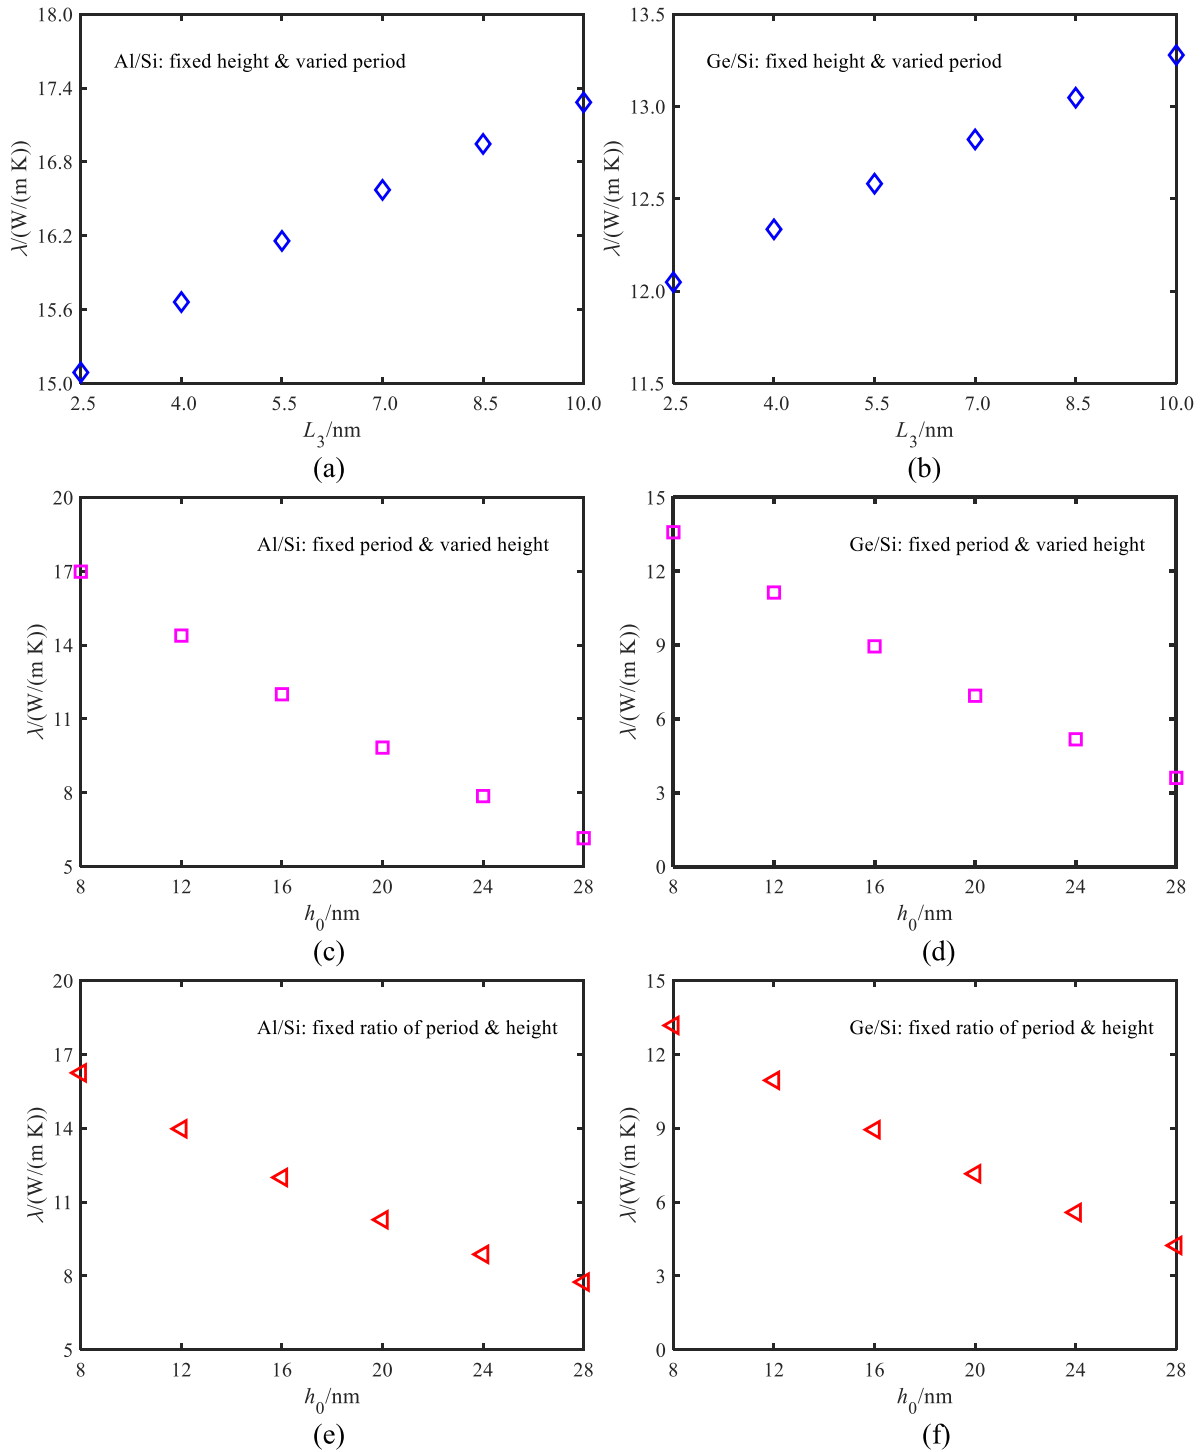 18.0
17.4
16.8
16.2
15.6
15.0
λ/(W/(m K))
Al/Si: fixed height & varied period
2.5 4.0 5.5 7.0 8.5 10.0
L3/nm
(a)
13.5
13.0
12.5
12.0
11.5
λ/(W/(m K))
Ge/Si: fixed height & varied period
2.5 4.0 5.5 7.0 8.5 10.0
L3/nm
(b)
20
17
14
11
8
5
λ/(W/(m K))
Al/Si: fixed period & varied height
8 12 16 20 24 28
h0/nm
(c)
15
12
9
6
3
0
λ/(W/(m K))
Ge/Si: fixed period & varied height
8 12 16 20 24 28
h0/nm
(d)
20
17
14
11
8
5
λ/(W/(m K))
Al/Si: fixed ratio of period & height
8 12 16 20 24 28
h0/nm
(e)
15
12
9
6
3
0
λ/(W/(m K))
Ge/Si: fixed ratio of period & height
8 12 16 20 24 28
h0/nm
(f)